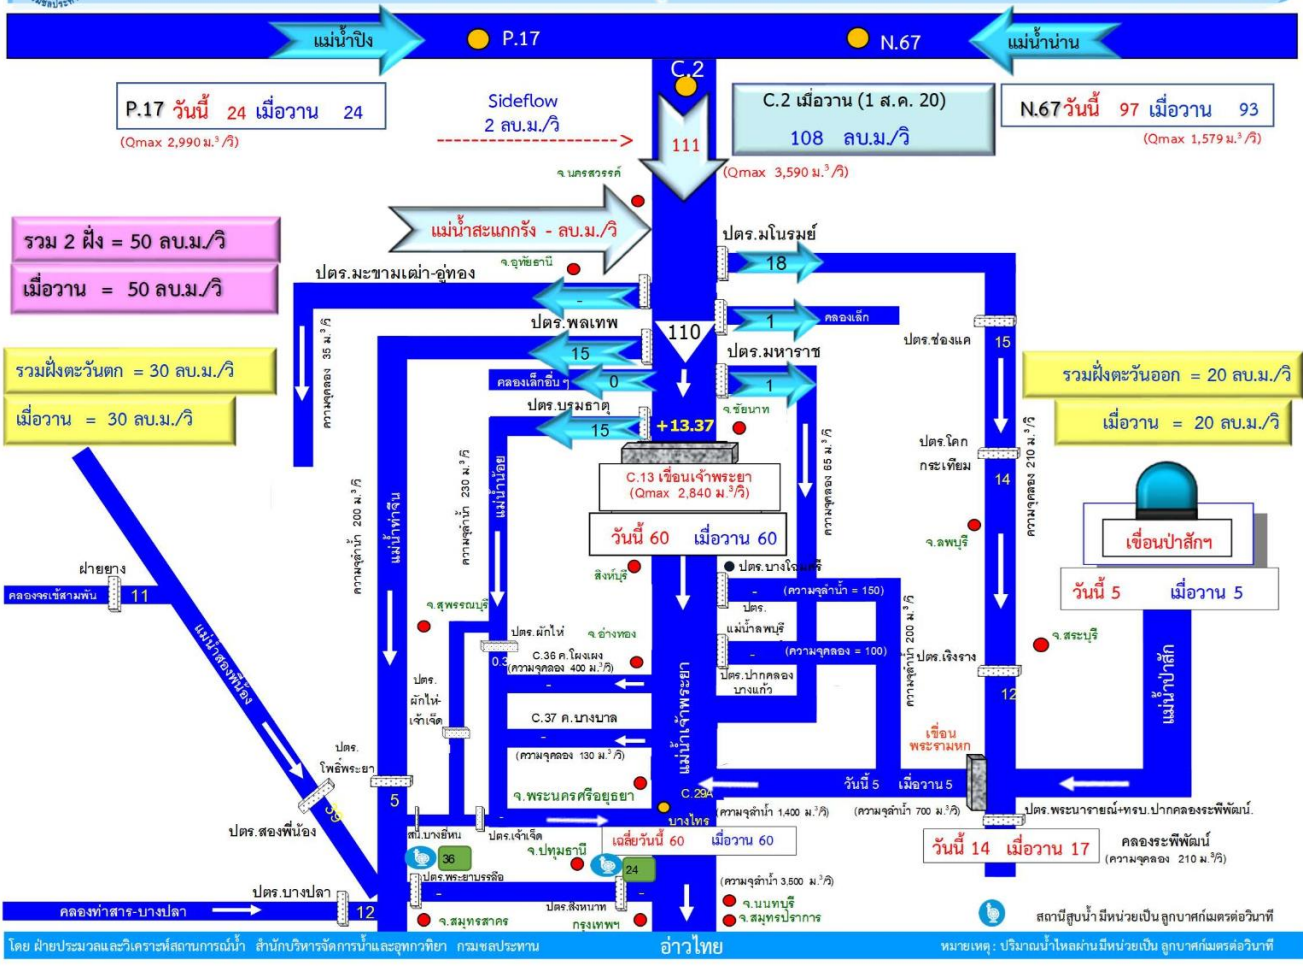 แม่น้ำปิง
P.17
N.67
แม่น้ำน่าน
C.2
P.17 วันนี้ 24 เมื่อวาน 24
(Qmax 2,990 ม.³/วิ)
Sideflow
2 ลบ.ม./วิ
111
C.2 เมื่อวาน (1 ส.ค. 20)
108 ลบ.ม./วิ
(Qmax 3,590 ม.³/วิ)
N.67 วันนี้ 97 เมื่อวาน 93
(Qmax 1,579 ม.³/วิ)
จ.นครสวรรค์
แม่น้ำสะแกกรัง - ลบ.ม./วิ
จ.อุทัยธานี
รวม 2 ฝั่ง = 50 ลบ.ม./วิ
เมื่อวาน = 50 ลบ.ม./วิ
ปตร.มะขามเฒ่า-อู่ทอง
-
ปตร.มโนรมย์
18
ปตร.พลเทพ
15
110
1
คลองเล็ก
ปตร.ช่องแค
15
ปตร.มหาราช
1
คลองเล็กอื่น ๆ
0
ปตร.บรมธาตุ
15
+13.37
จ.ชัยนาท
รวมฝั่งตะวันตก = 30 ลบ.ม./วิ
เมื่อวาน = 30 ลบ.ม./วิ
รวมฝั่งตะวันออก = 20 ลบ.ม./วิ
เมื่อวาน = 20 ลบ.ม./วิ
ความจุคลอง 35 ม.³/วิ
ความจุลำน้ำ 200 ม.³/วิ
แม่น้ำท่าจีน
ความจุลำน้ำ 230 ม.³/วิ
แม่น้ำน้อย
C.13 เขื่อนเจ้าพระยา
(Qmax 2,840 ม.³/วิ)
วันนี้ 60 เมื่อวาน 60
ความจุคลอง 65 ม.³/วิ
ปตร.โคก
กระเทียม
14
ความจุคลอง 210 ม.³/วิ
จ.ลพบุรี
เขื่อนป่าสักฯ
วันนี้ 5 เมื่อวาน 5
ฝายยาง
คลองจรเข้สามพัน
11
แม่น้ำสองพี่น้อง
จ.สุพรรณบุรี
สิงห์บุรี
ปตร.บางโฉมศรี
-
(ความจุลำน้ำ = 150)
ปตร.
แม่น้ำลพบุรี
-
(ความจุคลอง = 100)
ปตร.ปากคลอง
บางแก้ว
ความจุลำน้ำ 200 ม.³/วิ
ปตร.เริงราง
12
จ.สระบุรี
แม่น้ำป่าสัก
ปตร.ผักไห่
0.3
จ.อ่างทอง
C.36 ค.โผงเผง
(ความจุคลอง 400 ม.³/วิ)
-
ปตร.
ผักไห่-
เจ้าเจ็ด
C.37 ค.บางบาล
-
(ความจุคลอง 130 ม.³/วิ)
แม่น้ำเจ้าพระยา
เขื่อน
พระรามหก
ปตร.
โพธิ์พระยา
5
39
ปตร.สองพี่น้อง
จ.พระนครศรีอยุธยา
C.29A
บางไทร
วันนี้ 5 เมื่อวาน 5
(ความจุลำน้ำ 1,400 ม.³/วิ)
(ความจุลำน้ำ 700 ม.³/วิ)
ปตร.พระนารายณ์+ทรบ.ปากคลองระพีพัฒน์.
สน.บางยี่หน
ปตร.เจ้าเจ็ด
เฉลี่ยวันนี้ 60 เมื่อวาน 60
วันนี้ 14 เมื่อวาน 17
คลองระพีพัฒน์
(ความจุคลอง 210 ม.³/วิ)
36
จ.ปทุมธานี
24
ปตร.พระยาบรรลือ
-
-
ปตร.สิงหนาท
(ความจุลำน้ำ 3,500 ม.³/วิ)
ปตร.บางปลา
คลองท่าสาร-บางปลา
12
จ.สมุทรสาคร
กรุงเทพฯ
จ.นนทบุรี
จ.สมุทรปราการ
สถานีสูบน้ำ มีหน่วยเป็น ลูกบาศก์เมตรต่อวินาที
โดย ฝ่ายประมวลและวิเคราะห์สถานการณ์น้ำ สำนักบริหารจัดการน้ำและอุทกวิทยา กรมชลประทาน
อ่าวไทย
หมายเหตุ : ปริมาณน้ำไหลผ่าน มีหน่วยเป็น ลูกบาศก์เมตรต่อวินาที